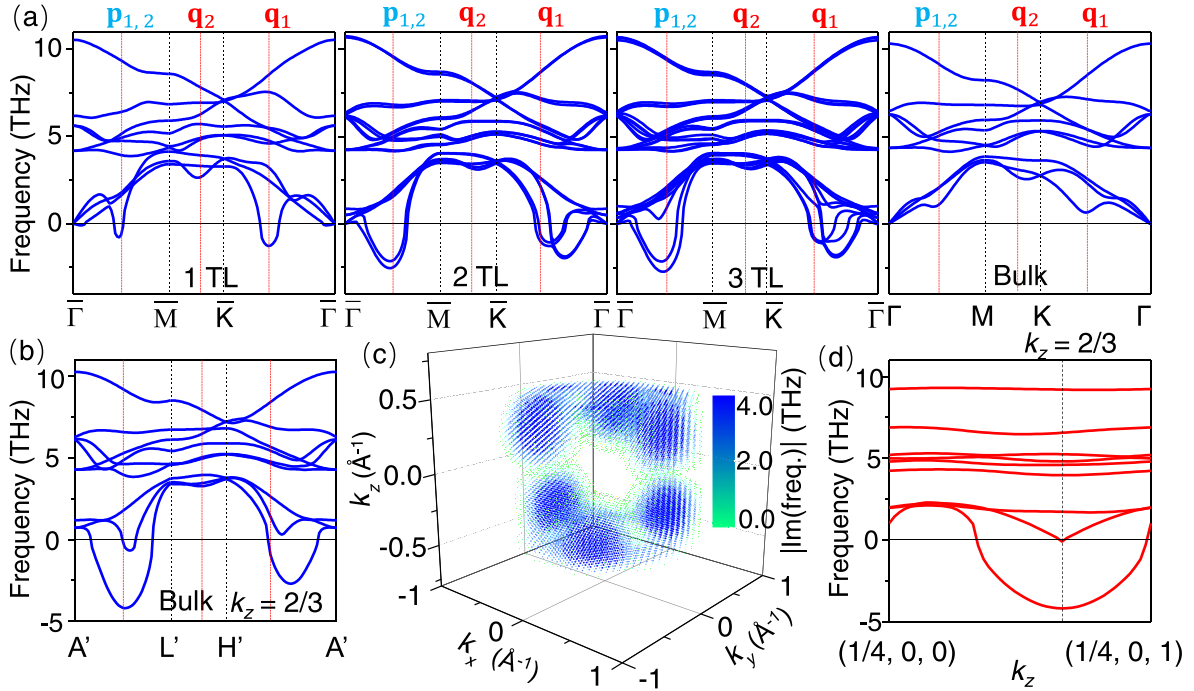 (a)
p1, 2 q2 q1 p1,2 q2 q1 p1,2 q2 q1 p1,2 q2 q1
Frequency (THz)
10
5
0
1 TL 2 TL 3 TL Bulk
Γ̅ M̅ K̅ Γ̅ Γ̅ M̅ K̅ Γ̅ Γ̅ M̅ K̅ Γ̅ Γ M K Γ
(b)
Frequency (THz)
10
5
0
-5
Bulk kz = 2/3
A' L' H' A'
(c)
kz (Å-1)
0.5
0.0
-0.5
-1
0
1
kx (Å-1)
-1
0
1
ky (Å-1)
4.0
2.0
0.0
|Im(freq.)| (THz)
(d)
kz = 2/3
Frequency (THz)
10
5
0
-5
(1/4, 0, 0) (1/4, 0, 1)
kz